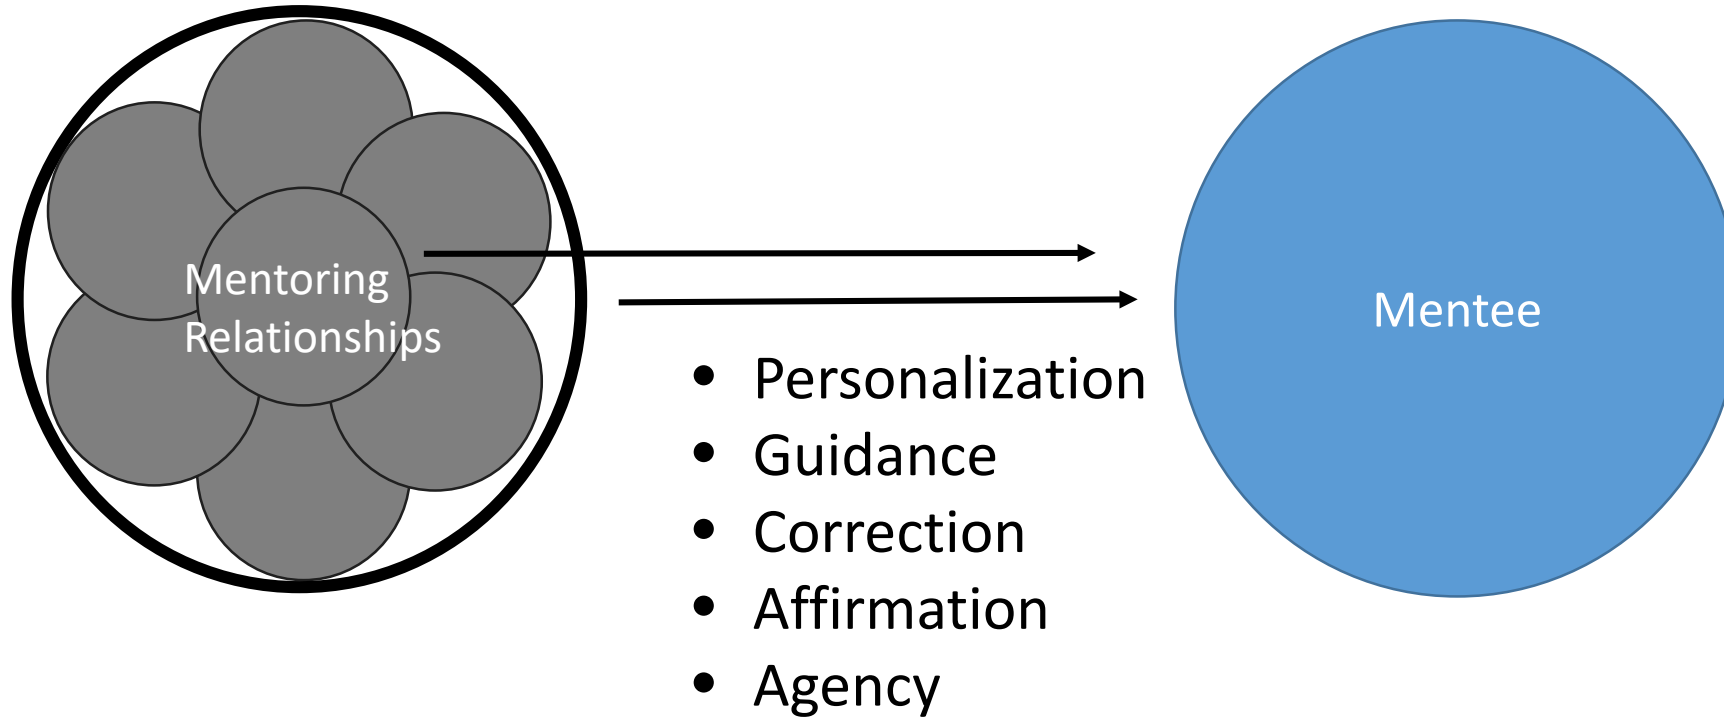 Mentoring
Relationships
Mentee
• Personalization
• Guidance
• Correction
• Affirmation
• Agency